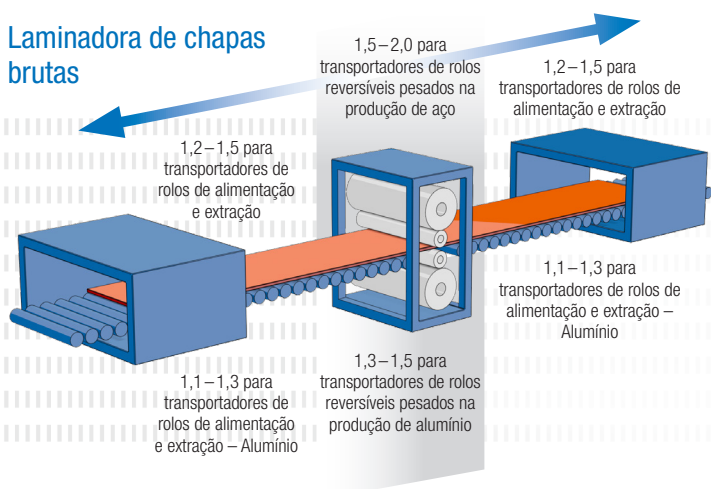 Laminadora de chapas
brutas
1,5–2,0 para
transportadores de rolos
reversíveis pesados na
produção de aço
1,2–1,5 para
transportadores de rolos de
alimentação e extração
1,2–1,5 para
transportadores de
rolos de alimentação
e extração
1,1–1,3 para
transportadores de rolos de
alimentação e extração –
Alumínio
1,1–1,3 para
transportadores de
rolos de alimentação
e extração – Alumínio
1,3–1,5 para
transportadores de rolos
reversíveis pesados na
produção de alumínio